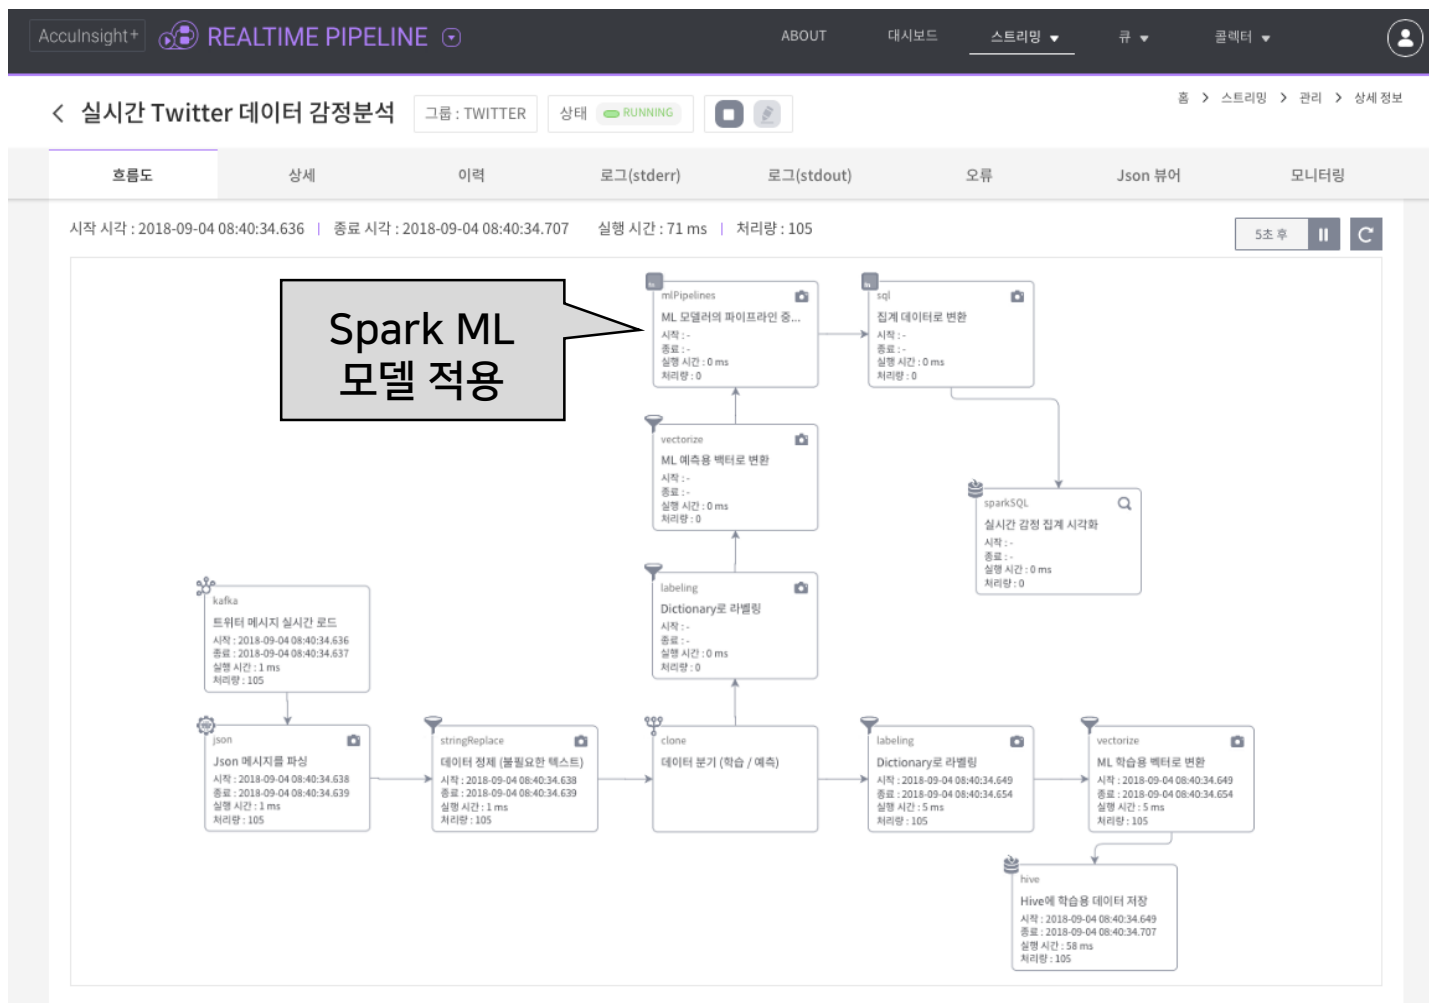 AccuInsight+
REALTIME PIPELINE
ABOUT
대시보드
스트리밍
큐
콜렉터
실시간 Twitter 데이터 감정분석
그룹 : TWITTER
상태
RUNNING
홈 > 스트리밍 > 관리 > 상세 정보
흐름도
상세
이력
로그(stderr)
로그(stdout)
오류
Json 뷰어
모니터링
시작 시각 : 2018-09-04 08:40:34.636 | 종료 시각 : 2018-09-04 08:40:34.707
실행 시간 : 71 ms | 처리량 : 105
5초 후
Spark ML
모델 적용
mlPipelines
ML 모델러의 파이프라인 중...
시작 : -
종료 : -
실행 시간 : 0 ms
처리량 : 0
sql
집계 데이터로 변환
시작 : -
종료 : -
실행 시간 : 0 ms
처리량 : 0
vectorize
ML 예측용 백터로 변환
시작 : -
종료 : -
실행 시간 : 0 ms
처리량 : 0
sparkSQL
실시간 감정 집계 시각화
시작 : -
종료 : -
실행 시간 : 0 ms
처리량 : 0
labeling
Dictionary로 라벨링
시작 : -
종료 : -
실행 시간 : 0 ms
처리량 : 0
kafka
트위터 메시지 실시간 로드
시작 : 2018-09-04 08:40:34.636
종료 : 2018-09-04 08:40:34.637
실행 시간 : 1 ms
처리량 : 105
json
Json 메시지를 파싱
시작 : 2018-09-04 08:40:34.638
종료 : 2018-09-04 08:40:34.639
실행 시간 : 1 ms
처리량 : 105
stringReplace
데이터 정제 (불필요한 텍스트)
시작 : 2018-09-04 08:40:34.638
종료 : 2018-09-04 08:40:34.639
실행 시간 : 1 ms
처리량 : 105
clone
데이터 분기 (학습 / 예측)
labeling
Dictionary로 라벨링
시작 : 2018-09-04 08:40:34.649
종료 : 2018-09-04 08:40:34.654
실행 시간 : 5 ms
처리량 : 105
vectorize
ML 학습용 벡터로 변환
시작 : 2018-09-04 08:40:34.649
종료 : 2018-09-04 08:40:34.654
실행 시간 : 5 ms
처리량 : 105
hive
Hive에 학습용 데이터 저장
시작 : 2018-09-04 08:40:34.649
종료 : 2018-09-04 08:40:34.707
실행 시간 : 58 ms
처리량 : 105